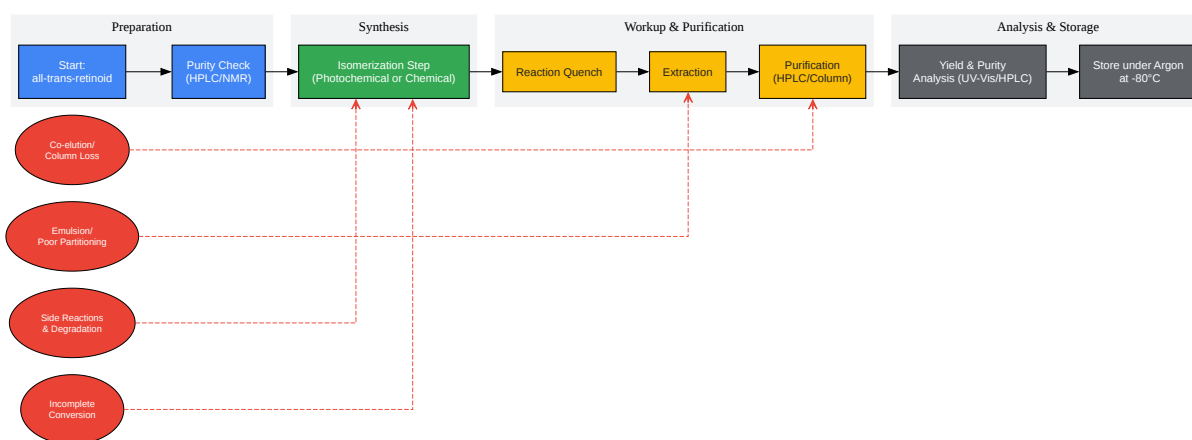 Preparation
Synthesis
Workup & Purification
Analysis & Storage
Start:
all-trans-retinoid
Purity Check
(HPLC/NMR)
Isomerization Step
(Photochemical or Chemical)
Reaction Quench
Extraction
Purification
(HPLC/Column)
Yield & Purity
Analysis (UV-Vis/HPLC)
Store under Argon
at -80°C
Co-elution/
Column Loss
Emulsion/
Poor Partitioning
Side Reactions
& Degradation
Incomplete
Conversion